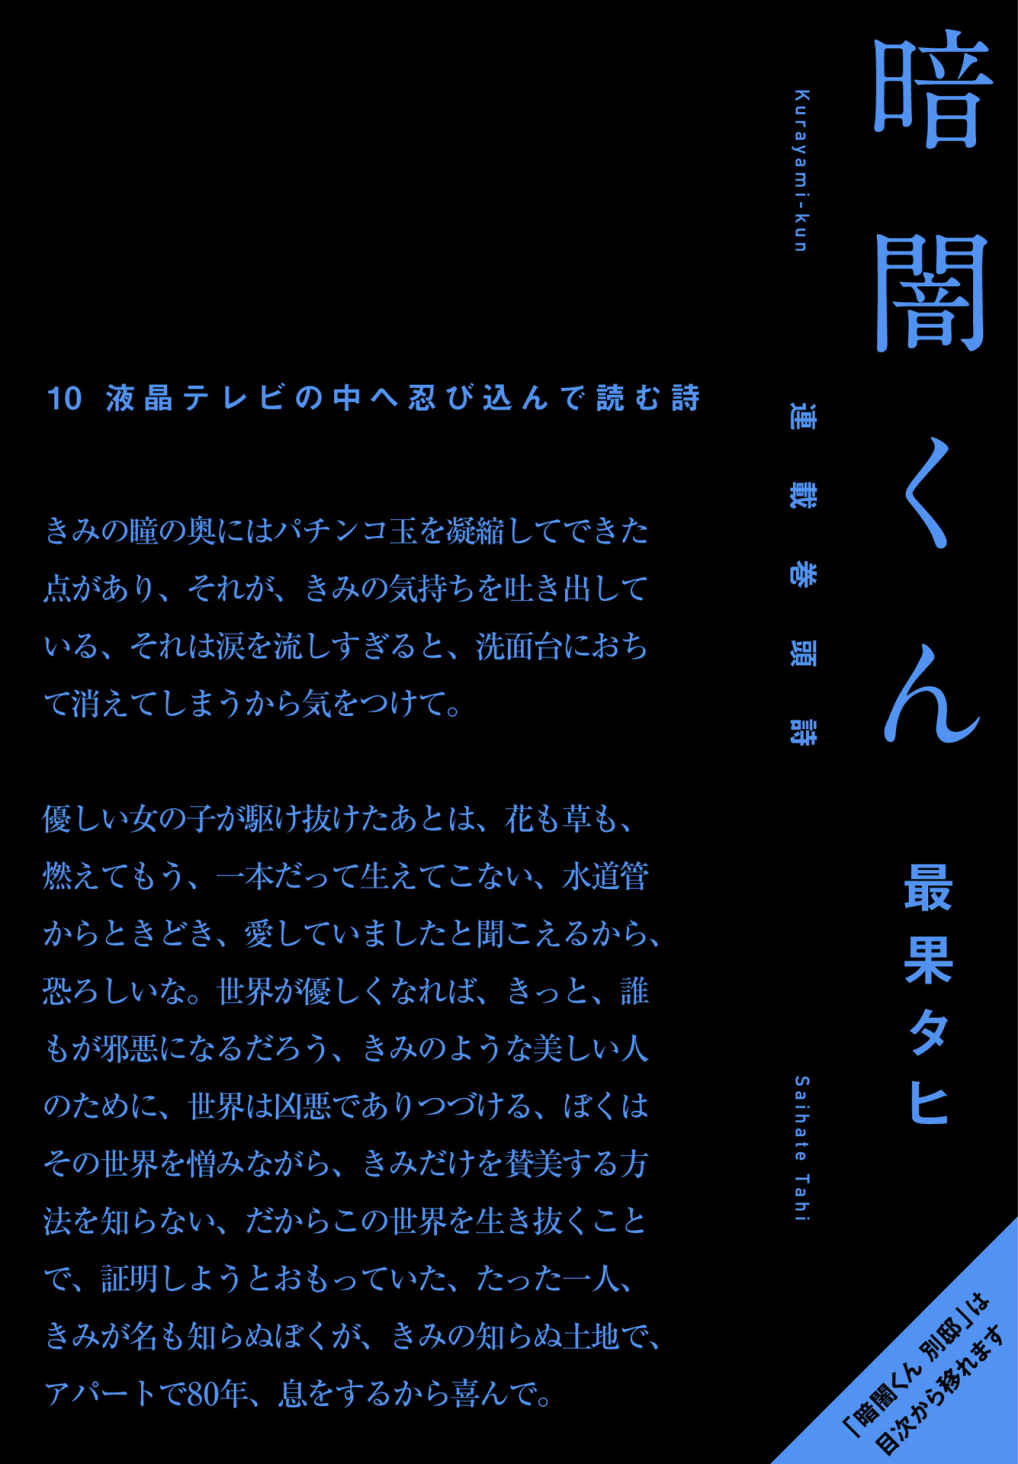 暗闇くん
Kurayami-kun
連載巻頭詩
最果タヒ
Saihate Tahi
10 液晶テレビの中へ忍び込んで読む詩
きみの瞳の奥にはパチンコ玉を凝縮してできた
点があり、それが、きみの気持ちを吐き出して
いる、それは涙を流しすぎると、洗面台におち
て消えてしまうから気をつけて。
優しい女の子が駆け抜けたあとは、花も草も、
燃えてもう、一本だって生えてこない、水道管
からときどき、愛していましたと聞こえるから、
恐ろしいな。世界が優しくなれば、きっと、誰
もが邪悪になるだろう、きみのような美しい人
のために、世界は凶悪でありつづける、ぼくは
その世界を憎みながら、きみだけを賛美する方
法を知らない、だからこの世界を生き抜くこと
で、証明しようとおもっていた、たった一人、
きみが名も知らぬぼくが、きみの知らぬ土地で、
アパートで80年、息をするから喜んで。
「暗闇くん 別邸」は
目次から移れます